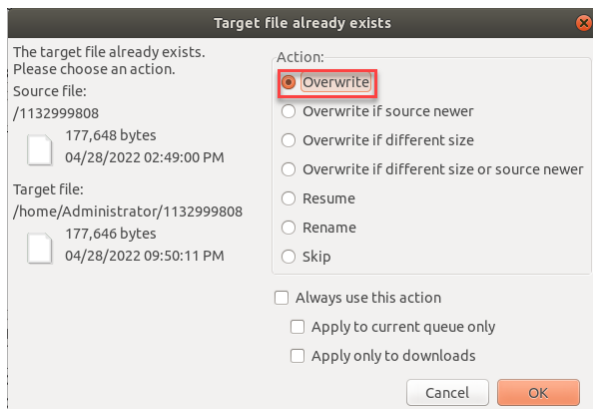 Target file already exists
The target file already exists.
Please choose an action.
Source file:
/1132999808
177,648 bytes
04/28/2022 02:49:00 PM
Target file:
/home/Administrator/1132999808
177,646 bytes
04/28/2022 09:50:11 PM
Action:
Overwrite
Overwrite if source newer
Overwrite if different size
Overwrite if different size or source newer
Resume
Rename
Skip
Always use this action
Apply to current queue only
Apply only to downloads
Cancel
OK